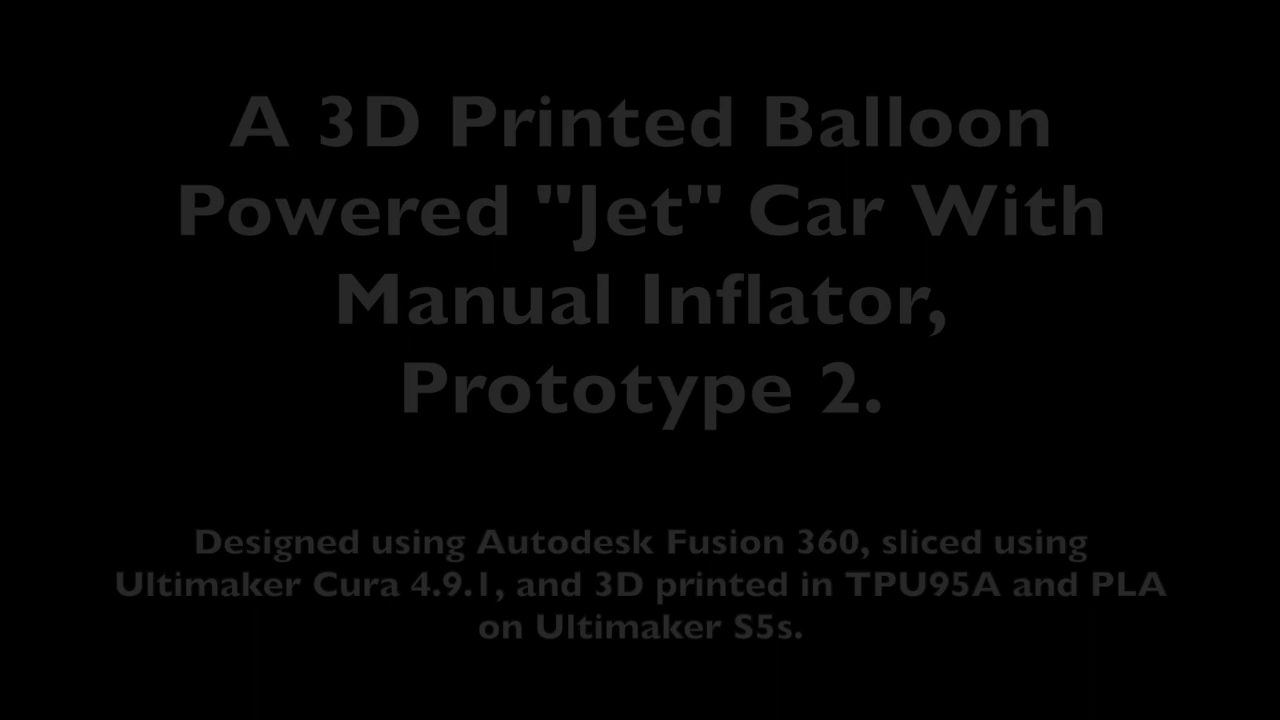 A 3D Printed Balloon
Powered "Jet" Car With
Manual Inflator,
Prototype 2.
Designed using Autodesk Fusion 360, sliced using
Ultimaker Cura 4.9.1, and 3D printed in TPU95A and PLA
on Ultimaker S5s.